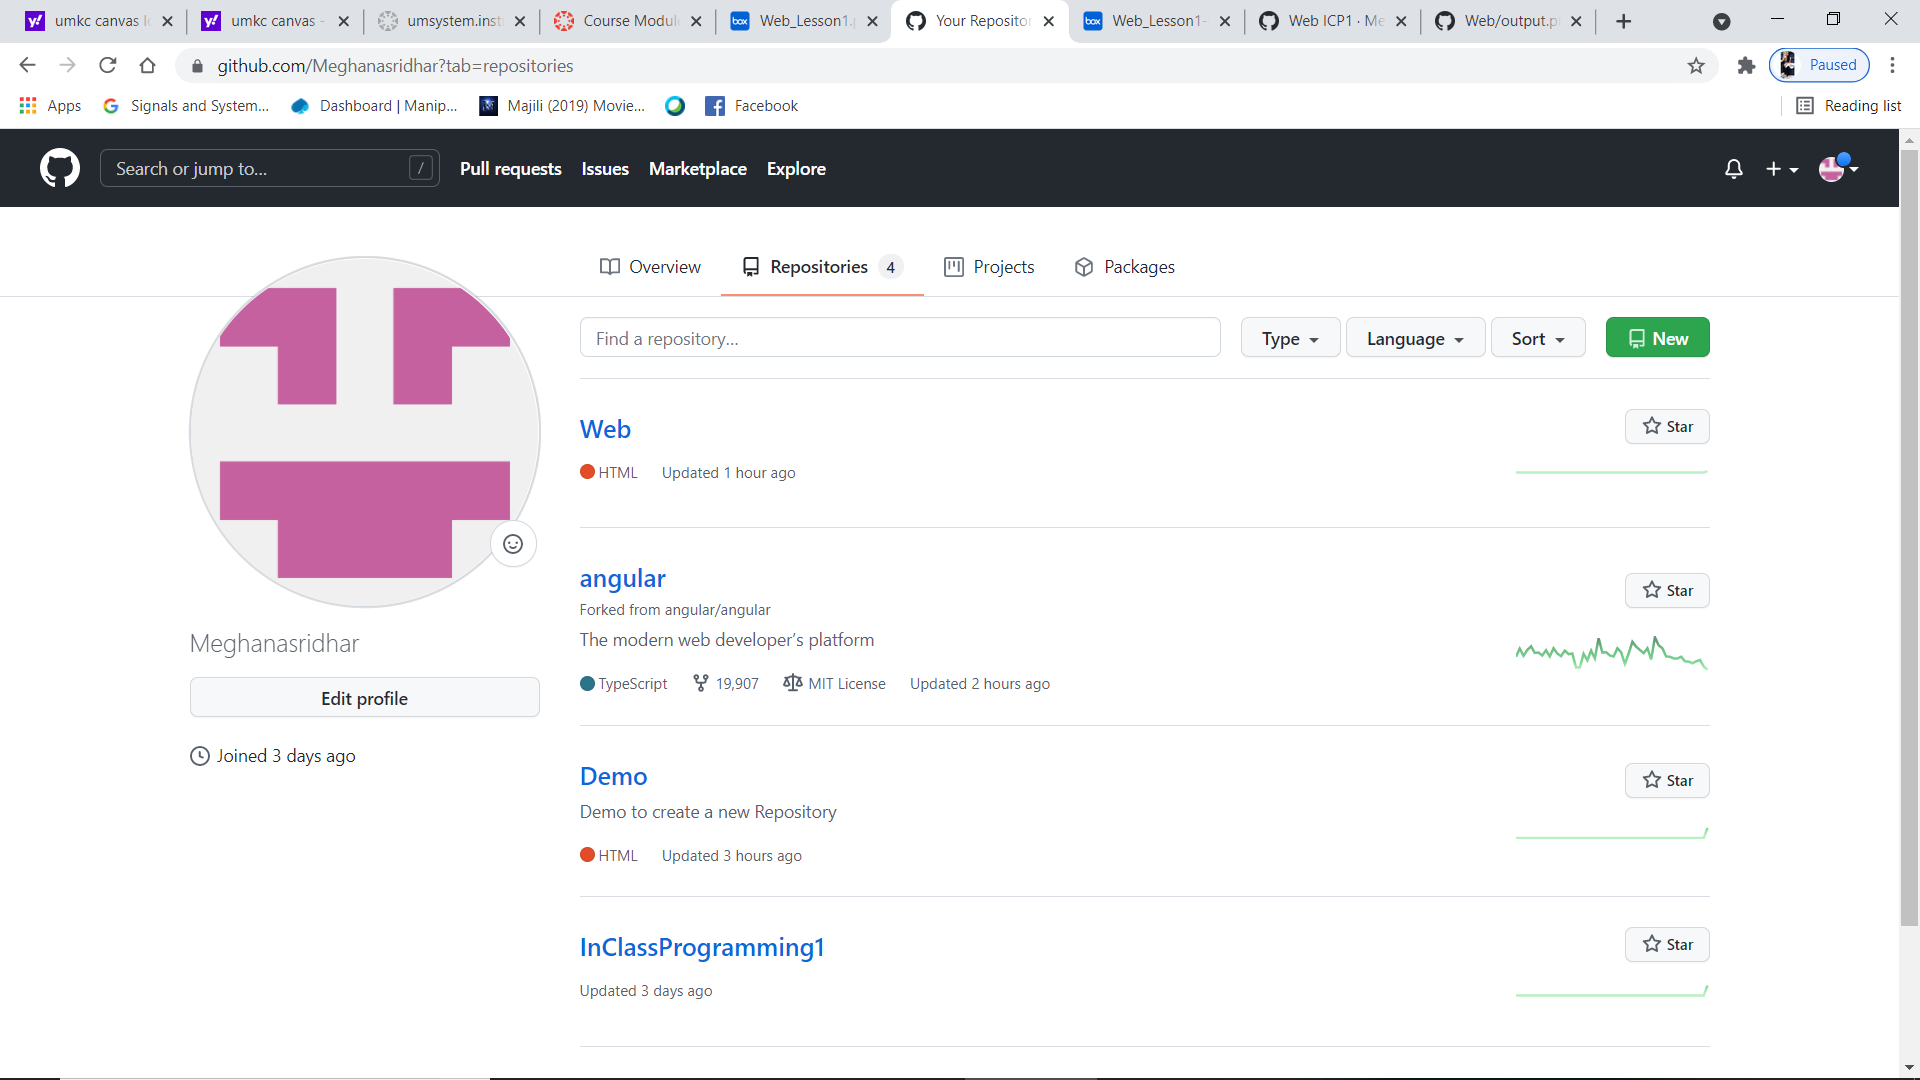 umkc canvas lo
umkc canvas -
umsystem.inst
Course Module
Web_Lesson1.p
Your Repositor
Web_Lesson1-
Web ICP1 · Me
Web/output.p
github.com/Meghanasridhar?tab=repositories
Paused
Apps
Signals and System...
Dashboard | Manip...
Majili (2019) Movie...
Facebook
Reading list
Search or jump to...
/
Pull requests
Issues
Marketplace
Explore
Overview
Repositories 4
Projects
Packages
Find a repository...
Type
Language
Sort
New
Web
Star
HTML Updated 1 hour ago
angular
Star
Forked from angular/angular
The modern web developer’s platform
TypeScript 19,907 MIT License Updated 2 hours ago
Meghanasridhar
Edit profile
Joined 3 days ago
Demo
Star
Demo to create a new Repository
HTML Updated 3 hours ago
InClassProgramming1
Star
Updated 3 days ago